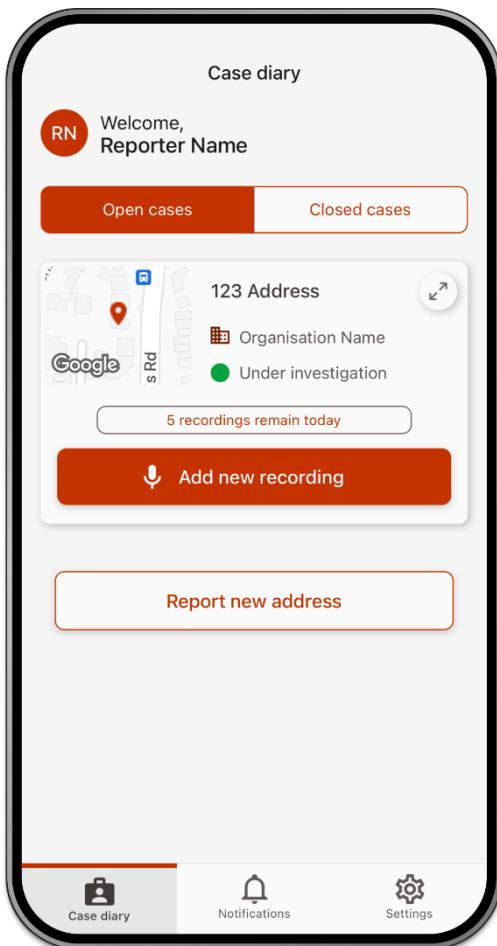 Case diary
RN
Welcome,
Reporter Name
Open cases
Closed cases
123 Address
Organisation Name
Under investigation
Google
s Rd
5 recordings remain today
Add new recording
Report new address
Case diary
Notifications
Settings